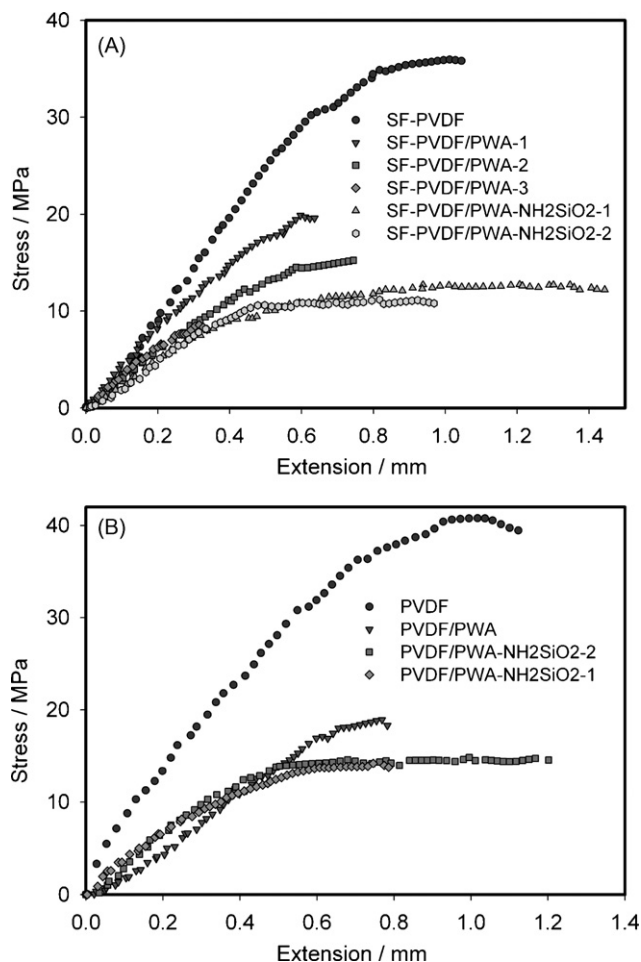 (A)
40
30
20
10
0
Stress / MPa
SF-PVDF
SF-PVDF/PWA-1
SF-PVDF/PWA-2
SF-PVDF/PWA-3
SF-PVDF/PWA-NH2SiO2-1
SF-PVDF/PWA-NH2SiO2-2
0.0 0.2 0.4 0.6 0.8 1.0 1.2 1.4
Extension / mm
(B)
40
30
20
10
0
Stress / MPa
PVDF
PVDF/PWA
PVDF/PWA-NH2SiO2-2
PVDF/PWA-NH2SiO2-1
0.0 0.2 0.4 0.6 0.8 1.0 1.2 1.4
Extension / mm